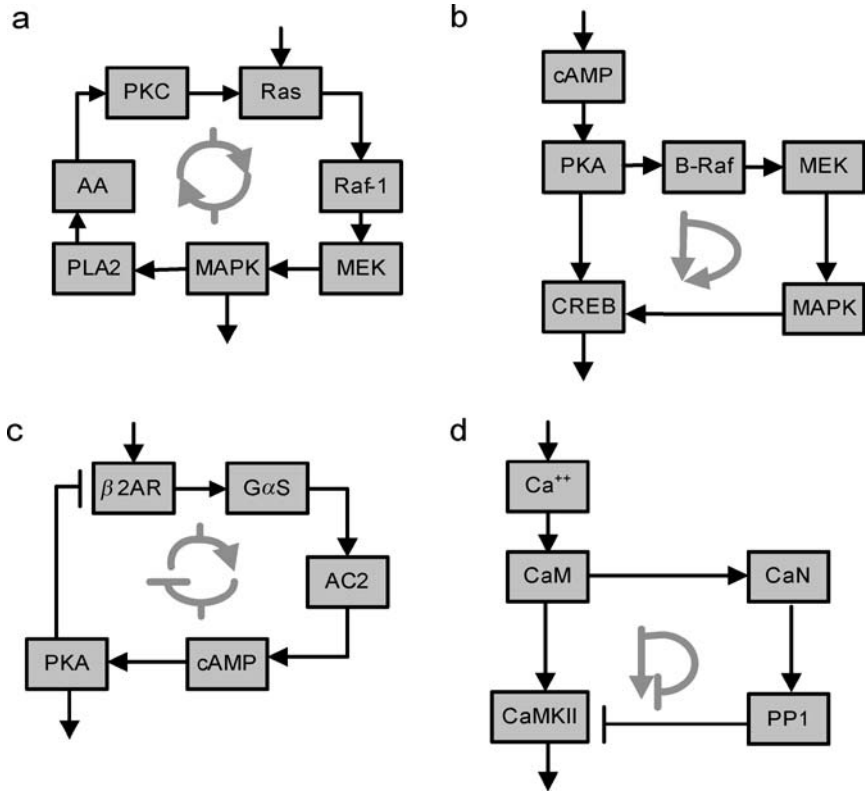 a
PKC
Ras
AA
Raf-1
PLA2
MAPK
MEK
b
cAMP
PKA
B-Raf
MEK
CREB
MAPK
c
β2AR
GαS
AC2
PKA
cAMP
d
Ca⁺⁺
CaM
CaN
CaMKII
PP1